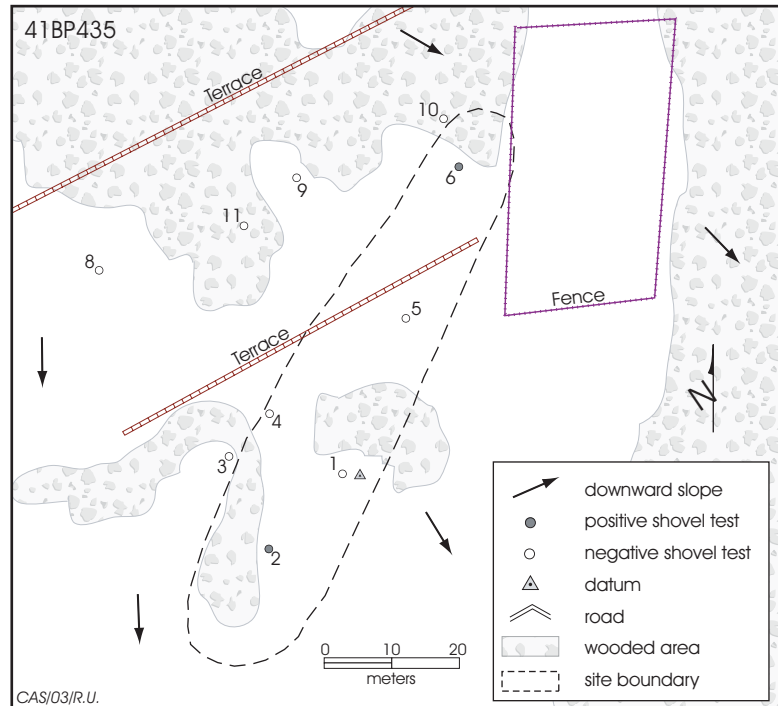 41BP435
Terrace
10
6
9
11
8
Fence
5
Terrace
N
4
3
1
2
downward slope
positive shovel test
negative shovel test
datum
road
wooded area
site boundary
0 10 20
meters
CAS/03/R.U.